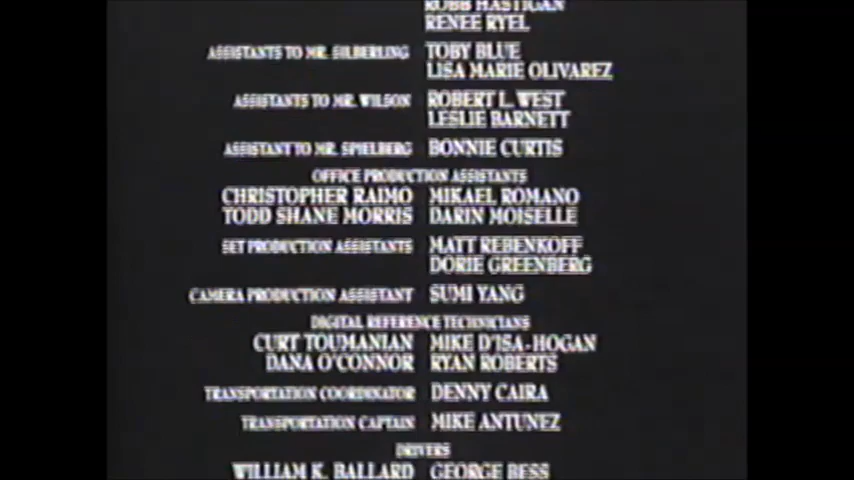 ROBB HASTIGAN
RENEE RYEL
ASSISTANTS TO MR. SILBERLING TOBY BLUE
LISA MARIE OLIVAREZ
ASSISTANTS TO MR. WILSON ROBERT L. WEST
LESLIE BARNETT
ASSISTANT TO MR. SPIELBERG BONNIE CURTIS
OFFICE PRODUCTION ASSISTANTS
CHRISTOPHER RAIMO MIKAEL ROMANO
TODD SHANE MORRIS DARIN MOISELLE
SET PRODUCTION ASSISTANTS MATT REBENKOFF
DORIE GREENBERG
CAMERA PRODUCTION ASSISTANT SUMI YANG
DIGITAL REFERENCE TECHNICIANS
CURT TOUMANIAN MIKE D'ISA-HOGAN
DANA O'CONNOR RYAN ROBERTS
TRANSPORTATION COORDINATOR DENNY CAIRA
TRANSPORTATION CAPTAIN MIKE ANTUNEZ
DRIVERS
WILLIAM K. BALLARD GEORGE BESS